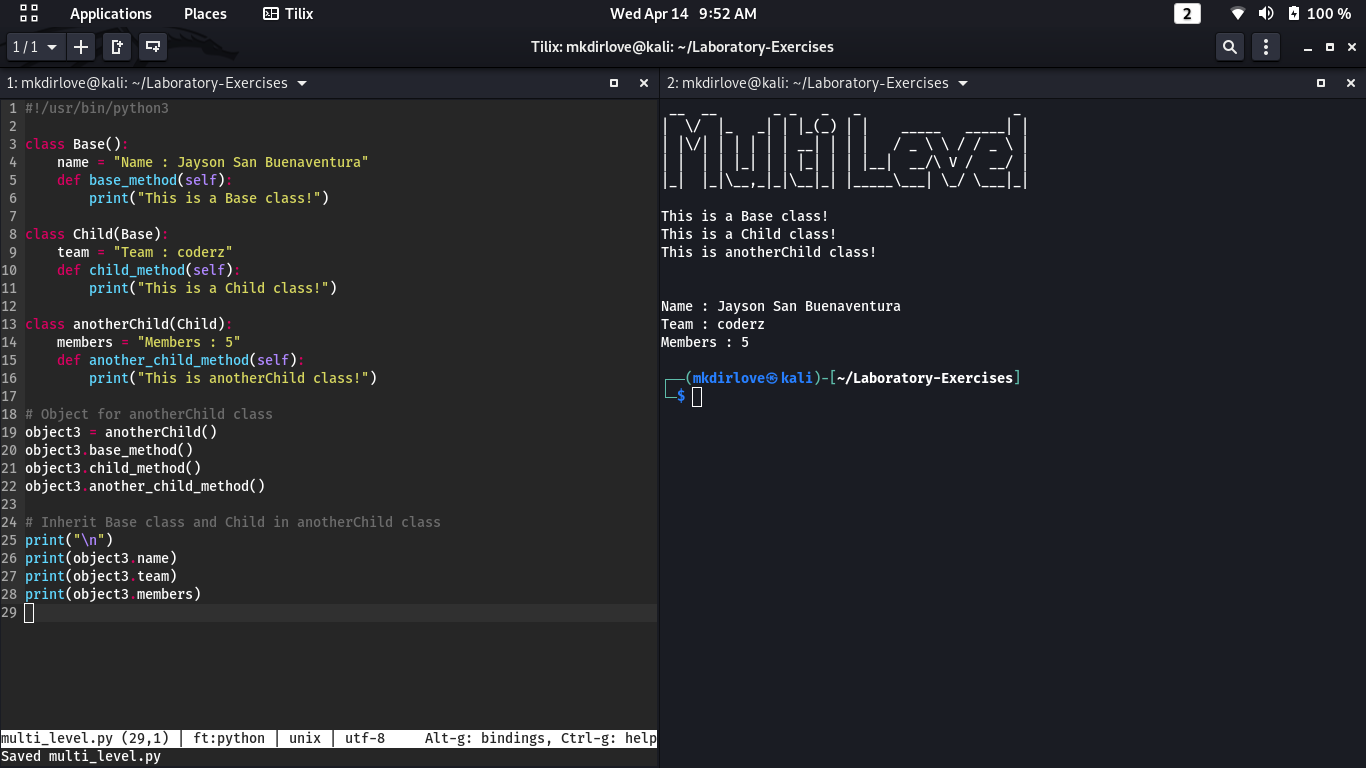 Applications Places Tilix Wed Apr 14 9:52 AM 2 100 %
1 / 1 Tilix: mkdirlove@kali: ~/Laboratory-Exercises
1: mkdirlove@kali: ~/Laboratory-Exercises
1 #!/usr/bin/python3
2
3 class Base():
4     name = "Name : Jayson San Buenaventura"
5     def base_method(self):
6         print("This is a Base class!")
7
8 class Child(Base):
9     team = "Team : coderz"
10     def child_method(self):
11         print("This is a Child class!")
12
13 class anotherChild(Child):
14     members = "Members : 5"
15     def another_child_method(self):
16         print("This is anotherChild class!")
17
18 # Object for anotherChild class
19 object3 = anotherChild()
20 object3.base_method()
21 object3.child_method()
22 object3.another_child_method()
23
24 # Inherit Base class and Child in anotherChild class
25 print("\n")
26 print(object3.name)
27 print(object3.team)
28 print(object3.members)
29
multi_level.py (29,1) | ft:python | unix | utf-8 Alt-g: bindings, Ctrl-g: help
Saved multi_level.py
2: mkdirlove@kali: ~/Laboratory-Exercises
MultiLevel
This is a Base class!
This is a Child class!
This is anotherChild class!
Name : Jayson San Buenaventura
Team : coderz
Members : 5
┌──(mkdirlove㉿kali)-[~/Laboratory-Exercises]
└─$